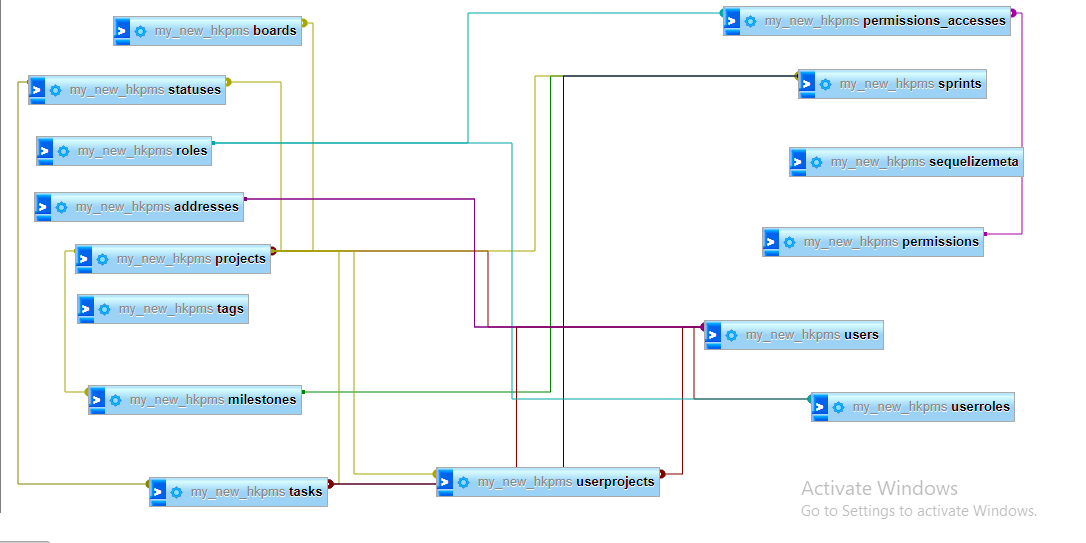 my_new_hkpms boards
my_new_hkpms permissions_accesses
my_new_hkpms statuses
my_new_hkpms sprints
my_new_hkpms roles
my_new_hkpms sequelizemeta
my_new_hkpms addresses
my_new_hkpms permissions
my_new_hkpms projects
my_new_hkpms tags
my_new_hkpms users
my_new_hkpms milestones
my_new_hkpms userroles
my_new_hkpms userprojects
my_new_hkpms tasks
Activate Windows
Go to Settings to activate Windows.